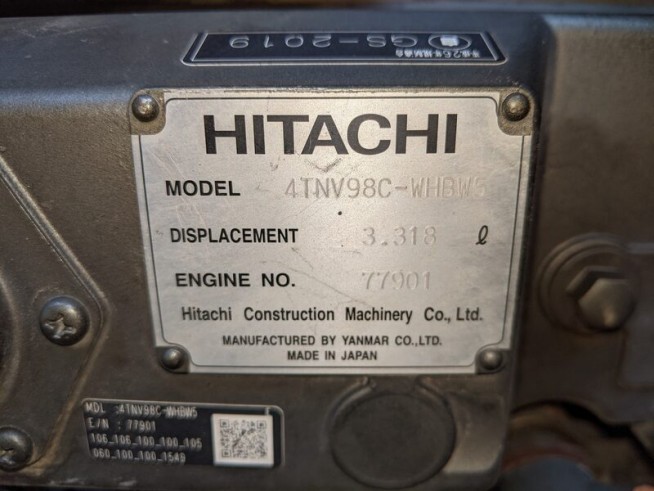 GS-2019
HITACHI
MODEL 4TNV98C-WHBW5
DISPLACEMENT 3.318 ℓ
ENGINE NO. 77901
Hitachi Construction Machinery Co., Ltd.
MANUFACTURED BY YANMAR CO.,LTD.
MADE IN JAPAN
MDL :4TNV98C-WHBW5
E/N : 77901
106_106_100_100_105
060_100_100_1549